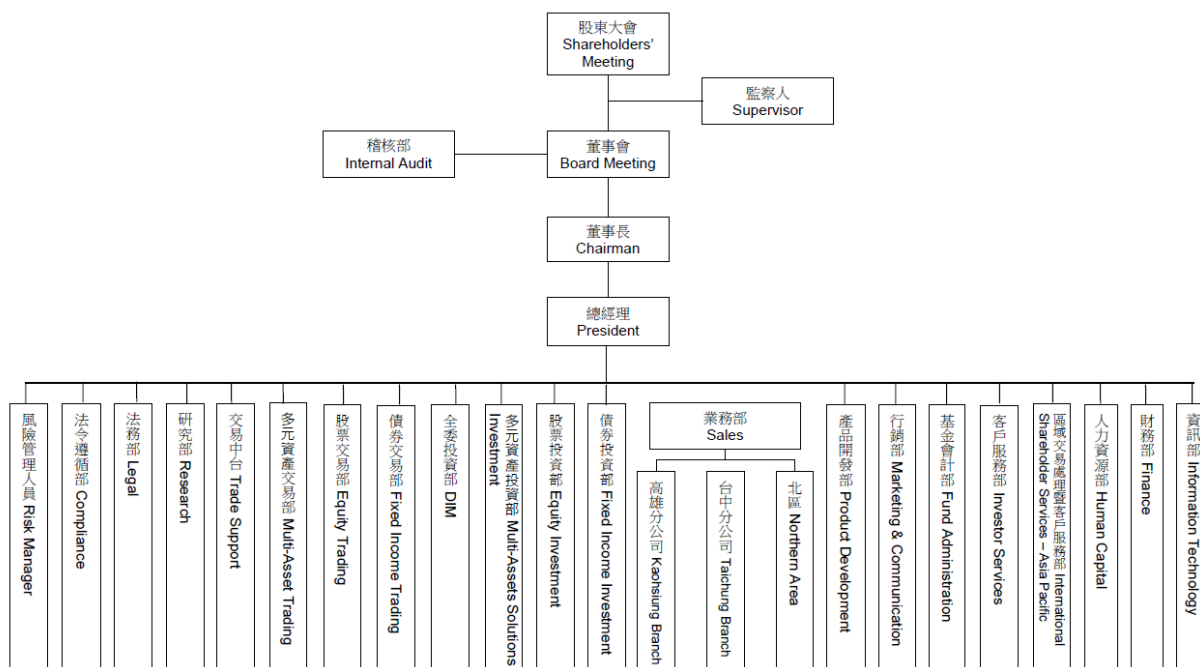 股東大會
Shareholders'
Meeting
監察人
Supervisor
稽核部
Internal Audit
董事會
Board Meeting
董事長
Chairman
總經理
President
風險管理人員 Risk Manager
法令遵循部 Compliance
法務部 Legal
研究部 Research
交易中台 Trade Support
多元資產交易部 Multi-Asset Trading
股票交易部 Equity Trading
債券交易部 Fixed Income Trading
全委投資部 DIM
多元資產投資部 Multi-Assets Solutions
Investment
股票投資部 Equity Investment
債券投資部 Fixed Income Investment
業務部
Sales
高雄分公司 Kaohsiung Branch
台中分公司 Taichung Branch
北區 Northern Area
產品開發部 Product Development
行銷部 Marketing & Communication
基金會計部 Fund Administration
客戶服務部 Investor Services
區域交易處理暨客戶服務部 International
Shareholder Services – Asia Pacific
人力資源部 Human Capital
財務部 Finance
資訊部 Information Technology